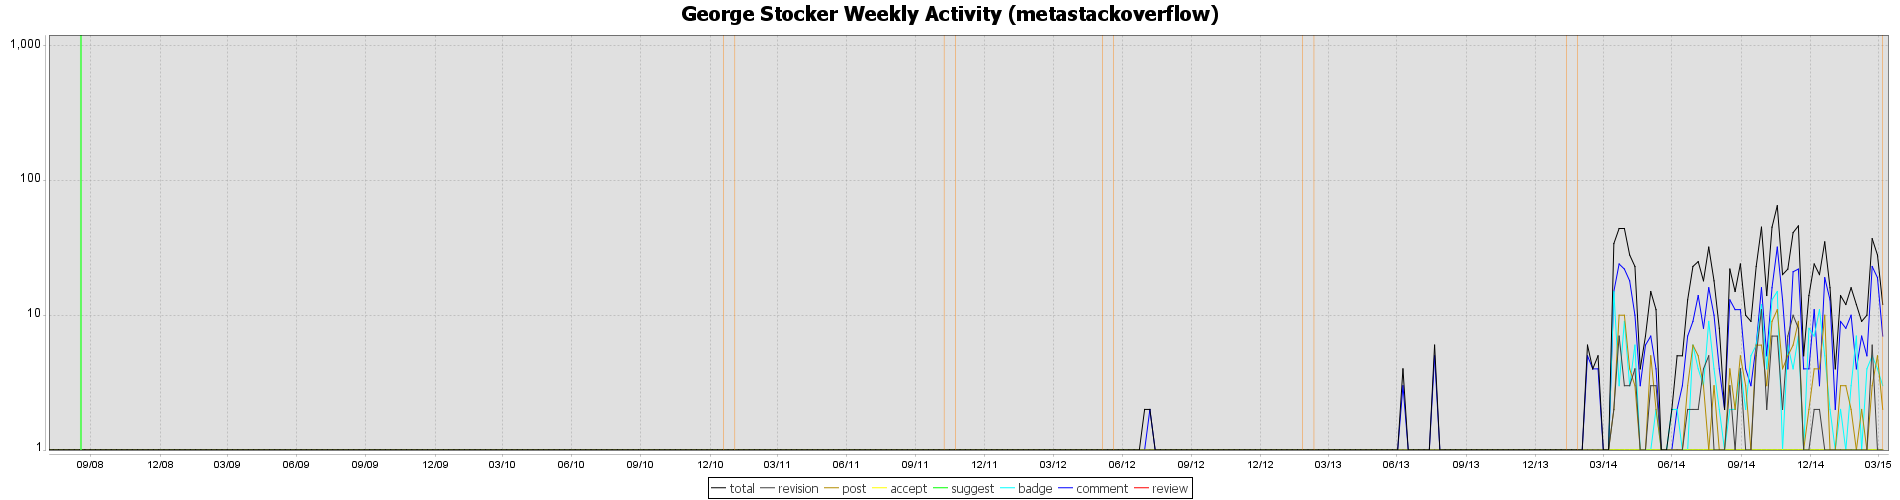 George Stocker Weekly Activity (metastackoverflow)
1,000
100
10
1
09/08 12/08 03/09 06/09 09/09 12/09 03/10 06/10 09/10 12/10 03/11 06/11 09/11 12/11 03/12 06/12 09/12 12/12 03/13 06/13 09/13 12/13 03/14 06/14 09/14 12/14 03/15
total revision post accept suggest badge comment review